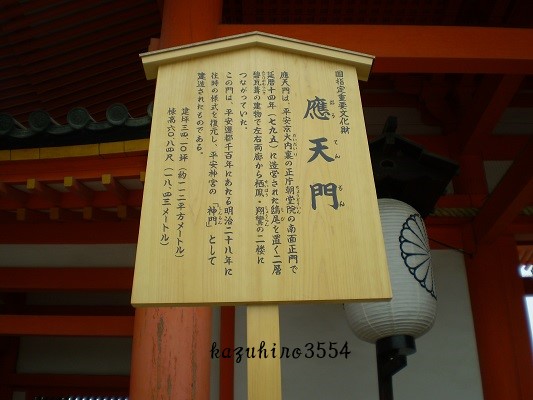 国指定重要文化財
應天門
おうてんもん
應天門は、平安京大内裏の正庁朝堂院の南面正門で
延暦十四年(七九五)に造営された鴟尾を置く二層
碧瓦葺の建物で左右両廊から栖鳳・翔鸞の二楼に
つながっていた。
この門は、平安遷都千百年にあたる明治二十八年に
往時の様式を復元し、平安神宮の「神門」として
建造されたものである。
建坪三四、一〇坪(約一一二平方メートル)
棟高六〇、八四尺(一八、四三メートル)
kazuhino3554